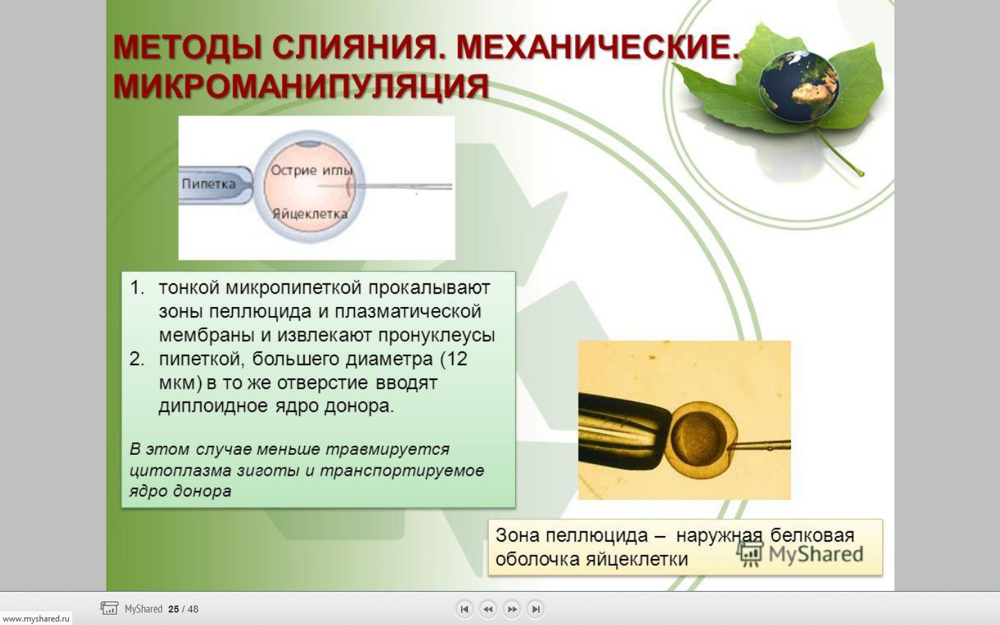 МЕТОДЫ СЛИЯНИЯ. МЕХАНИЧЕСКИЕ.
МИКРОМАНИПУЛЯЦИЯ
Острие иглы
Пипетка
Яйцеклетка
1. тонкой микропипеткой прокалывают
зоны пеллюцида и плазматической
мембраны и извлекают пронуклеусы
2. пипеткой, большего диаметра (12
мкм) в то же отверстие вводят
диплоидное ядро донора.
В этом случае меньше травмируется
цитоплазма зиготы и транспортируемое
ядро донора
Зона пеллюцида – наружная белковая
оболочка яйцеклетки
MyShared
MyShared 25 / 48
www.myshared.ru